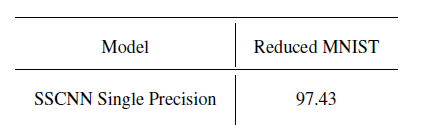 Model Reduced MNIST
SSCNN Single Precision 97.43